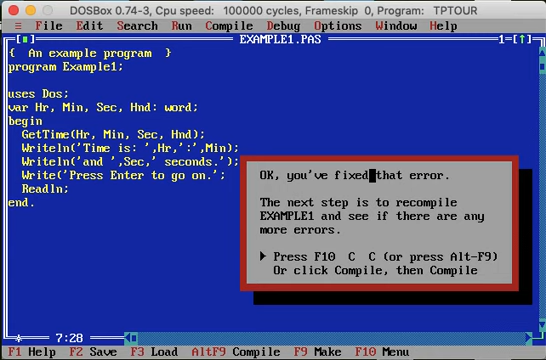 DOSBox 0.74-3, Cpu speed: 100000 cycles, Frameskip 0, Program: TPTOUR
≡ File Edit Search Run Compile Debug Options Window Help
[■] EXAMPLE1.PAS 1=[↑]
{ An example program }
program Example1;
uses Dos;
var Hr, Min, Sec, Hnd: word;
begin
GetTime(Hr, Min, Sec, Hnd);
Writeln('Time is: ',Hr,':',Min);
Writeln('and ',Sec,' seconds.');
Write('Press Enter to go on.';
Readln;
end.
OK, you've fixed that error.
The next step is to recompile
EXAMPLE1 and see if there are any
more errors.
► Press F10 C C (or press Alt-F9)
Or click Compile, then Compile
7:28
F1 Help F2 Save F3 Load AltF9 Compile F9 Make F10 Menu